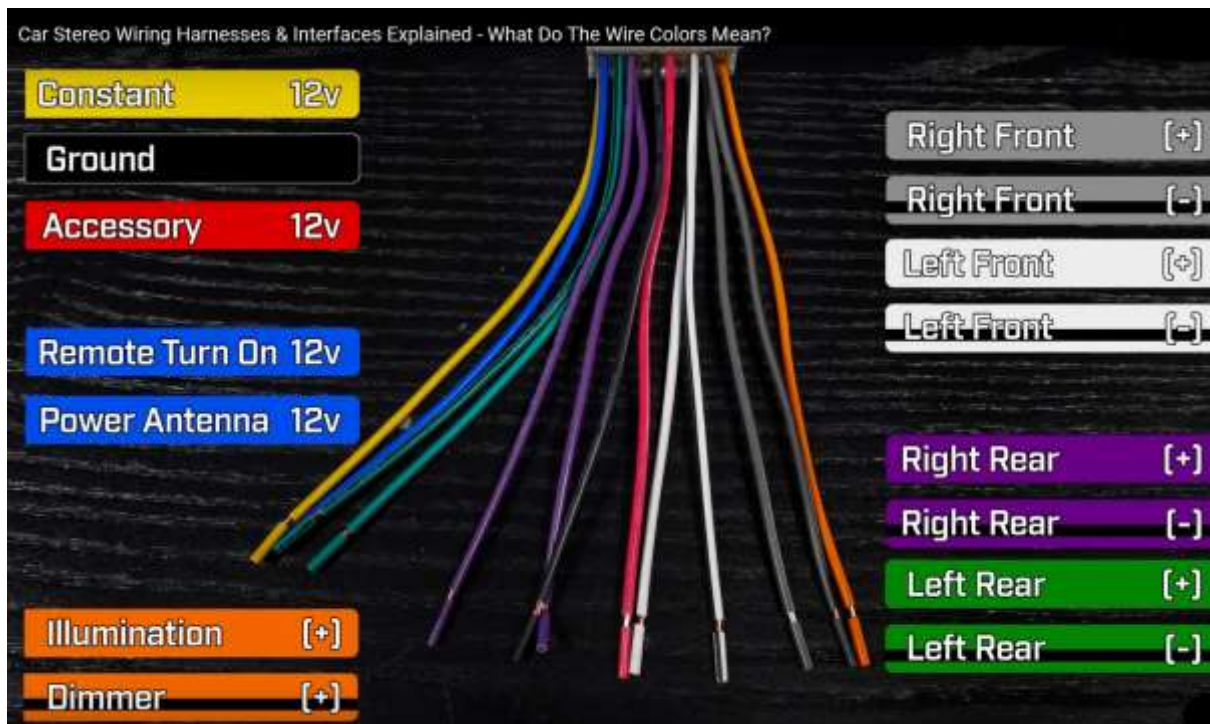 Car Stereo Wiring Harnesses & Interfaces Explained - What Do The Wire Colors Mean?
Constant 12v
Ground
Accessory 12v
Remote Turn On 12v
Power Antenna 12v
Illumination (+)
Dimmer (+)
Right Front (+)
Right Front (-)
Left Front (+)
Left Front (-)
Right Rear (+)
Right Rear (-)
Left Rear (+)
Left Rear (-)